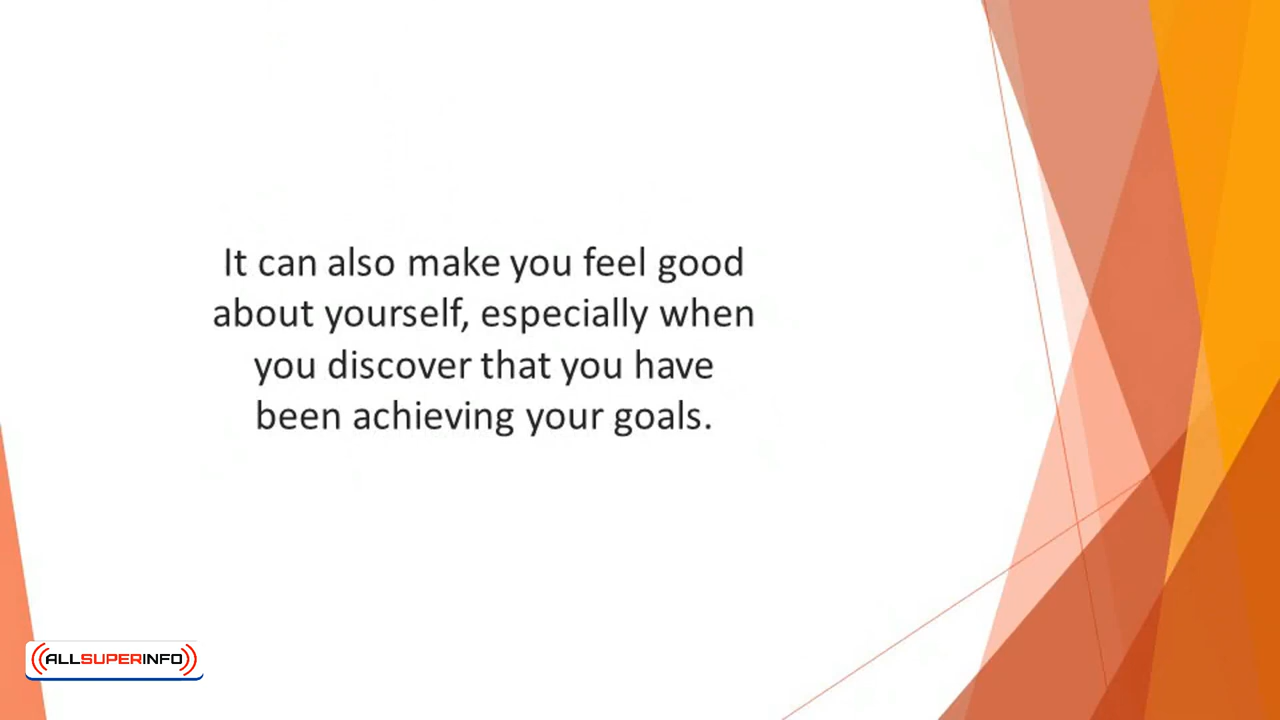 It can also make you feel good
about yourself, especially when
you discover that you have
been achieving your goals.
ALLSUPERINFO